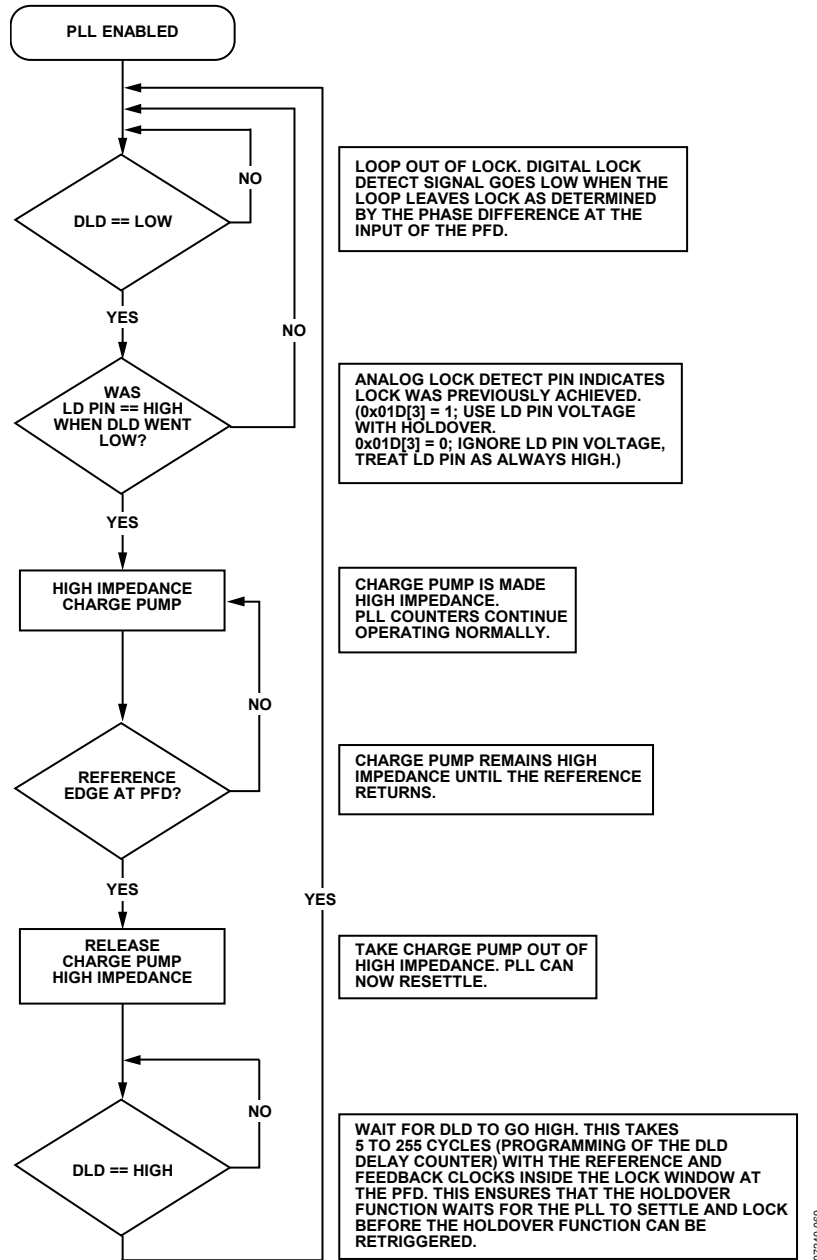 PLL ENABLED
NO
DLD == LOW
LOOP OUT OF LOCK. DIGITAL LOCK
DETECT SIGNAL GOES LOW WHEN THE
LOOP LEAVES LOCK AS DETERMINED
BY THE PHASE DIFFERENCE AT THE
INPUT OF THE PFD.
YES
NO
WAS
LD PIN == HIGH
WHEN DLD WENT
LOW?
ANALOG LOCK DETECT PIN INDICATES
LOCK WAS PREVIOUSLY ACHIEVED.
(0x01D[3] = 1; USE LD PIN VOLTAGE
WITH HOLDOVER.
0x01D[3] = 0; IGNORE LD PIN VOLTAGE,
TREAT LD PIN AS ALWAYS HIGH.)
YES
HIGH IMPEDANCE
CHARGE PUMP
CHARGE PUMP IS MADE
HIGH IMPEDANCE.
PLL COUNTERS CONTINUE
OPERATING NORMALLY.
NO
REFERENCE
EDGE AT PFD?
CHARGE PUMP REMAINS HIGH
IMPEDANCE UNTIL THE REFERENCE
RETURNS.
YES
YES
RELEASE
CHARGE PUMP
HIGH IMPEDANCE
TAKE CHARGE PUMP OUT OF
HIGH IMPEDANCE. PLL CAN
NOW RESETTLE.
NO
DLD == HIGH
WAIT FOR DLD TO GO HIGH. THIS TAKES
5 TO 255 CYCLES (PROGRAMMING OF THE DLD
DELAY COUNTER) WITH THE REFERENCE AND
FEEDBACK CLOCKS INSIDE THE LOCK WINDOW AT
THE PFD. THIS ENSURES THAT THE HOLDOVER
FUNCTION WAITS FOR THE PLL TO SETTLE AND LOCK
BEFORE THE HOLDOVER FUNCTION CAN BE
RETRIGGERED.